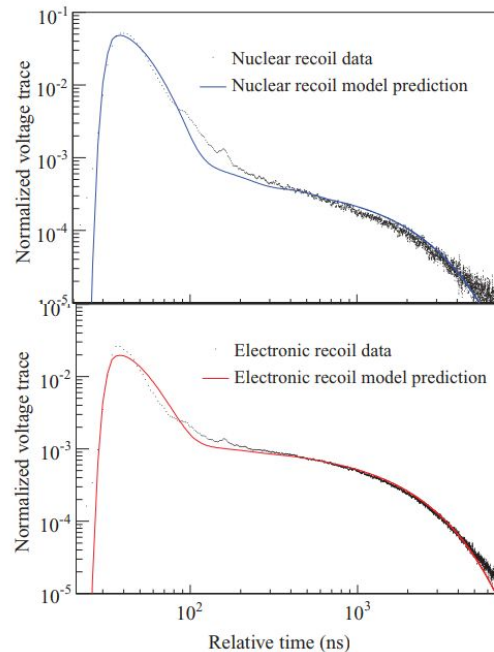 10⁻¹
Nuclear recoil data
Nuclear recoil model prediction
10⁻²
10⁻³
10⁻⁴
10⁻⁵
Normalized voltage trace
10⁻¹
Electronic recoil data
Electronic recoil model prediction
10⁻²
10⁻³
10⁻⁴
10⁻⁵
Normalized voltage trace
10² 10³
Relative time (ns)